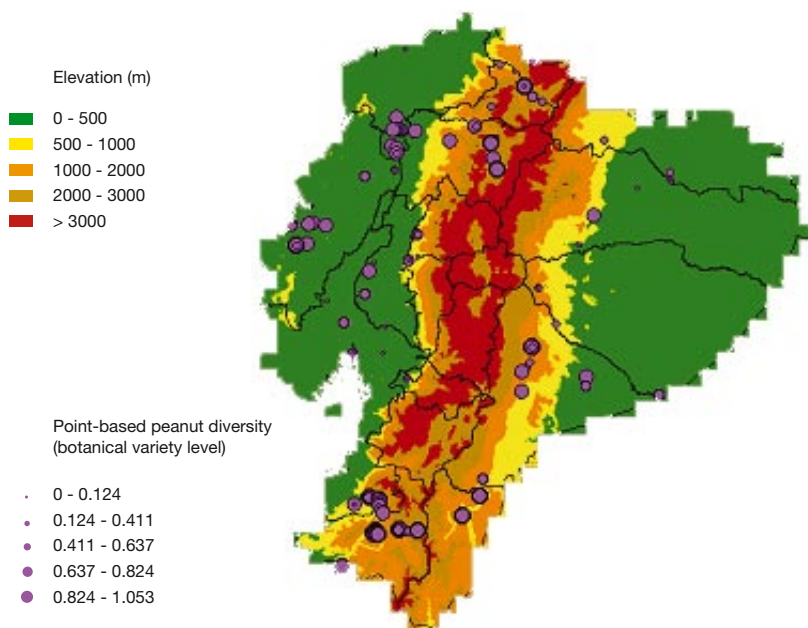 Elevation (m)
0 - 500
500 - 1000
1000 - 2000
2000 - 3000
> 3000
Point-based peanut diversity
(botanical variety level)
0 - 0.124
0.124 - 0.411
0.411 - 0.637
0.637 - 0.824
0.824 - 1.053